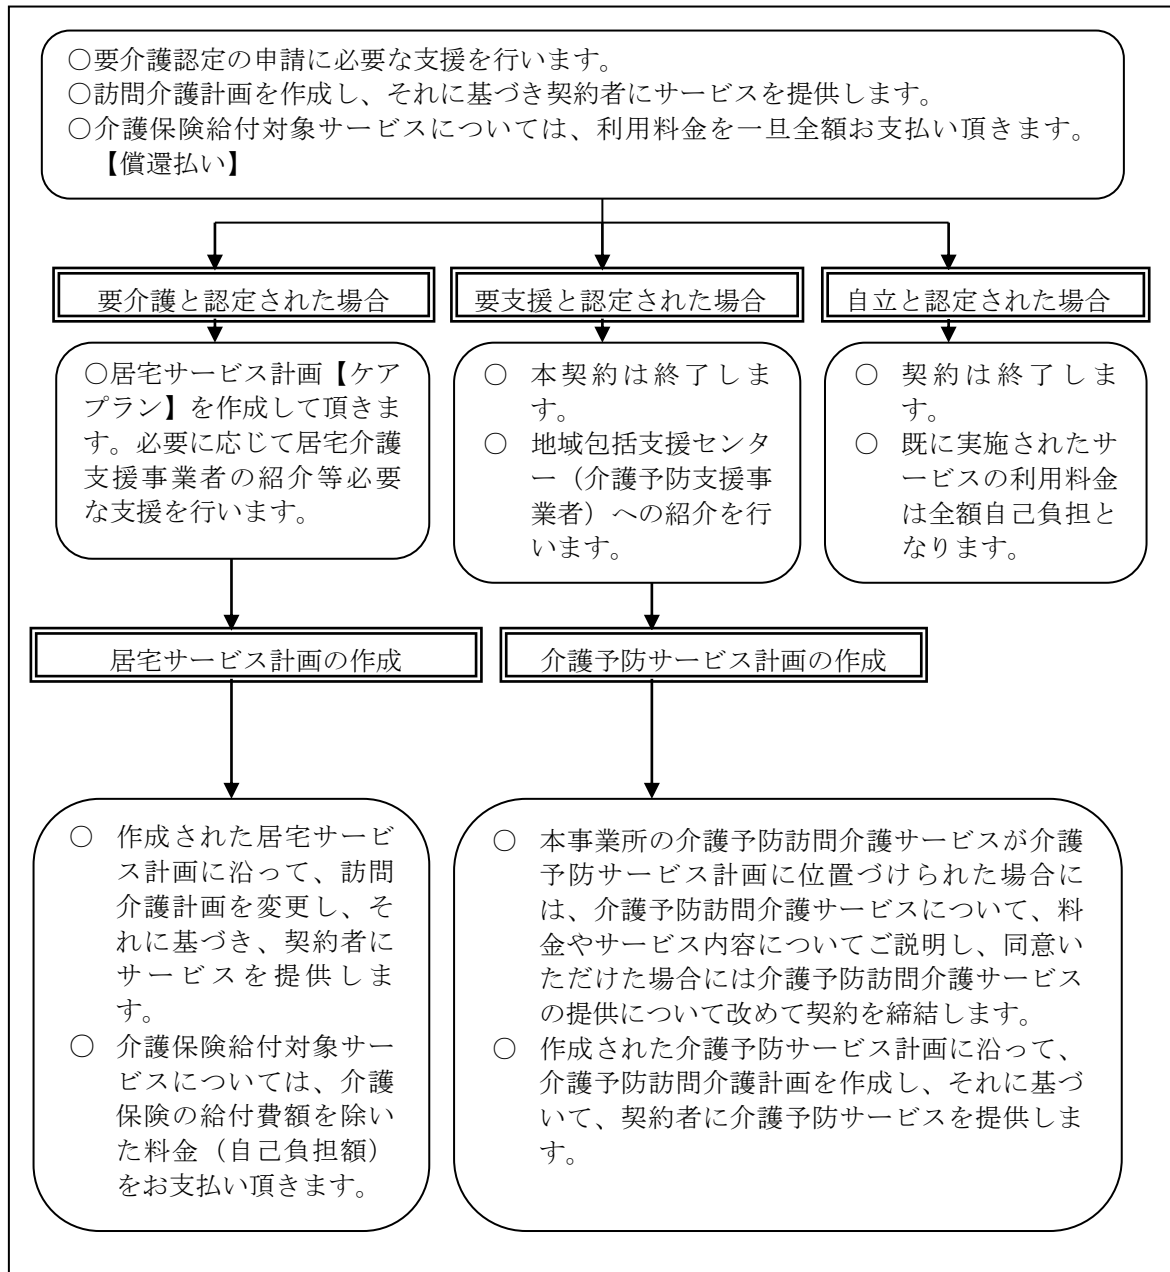 ○要介護認定の申請に必要な支援を行います。
○訪問介護計画を作成し、それに基づき契約者にサービスを提供します。
○介護保険給付対象サービスについては、利用料金を一旦全額お支払い頂きます。
【償還払い】
要介護と認定された場合
要支援と認定された場合
自立と認定された場合
○居宅サービス計画【ケア
プラン】を作成して頂きま
す。必要に応じて居宅介護
支援事業者の紹介等必要
な支援を行います。
○ 本契約は終了しま
す。
○ 地域包括支援センタ
ー（介護予防支援事
業者）への紹介を行
います。
○ 契約は終了しま
す。
○ 既に実施されたサ
ービスの利用料金
は全額自己負担と
なります。
居宅サービス計画の作成
介護予防サービス計画の作成
○ 作成された居宅サービ
ス計画に沿って、訪問
介護計画を変更し、そ
れに基づき、契約者に
サービスを提供しま
す。
○ 介護保険給付対象サー
ビスについては、介護
保険の給付費額を除い
た料金（自己負担額）
をお支払い頂きます。
○ 本事業所の介護予防訪問介護サービスが介護
予防サービス計画に位置づけられた場合に
は、介護予防訪問介護サービスについて、料
金やサービス内容についてご説明し、同意い
ただけた場合には介護予防訪問介護サービス
の提供について改めて契約を締結します。
○ 作成された介護予防サービス計画に沿って、
介護予防訪問介護計画を作成し、それに基づ
いて、契約者に介護予防サービスを提供しま
す。